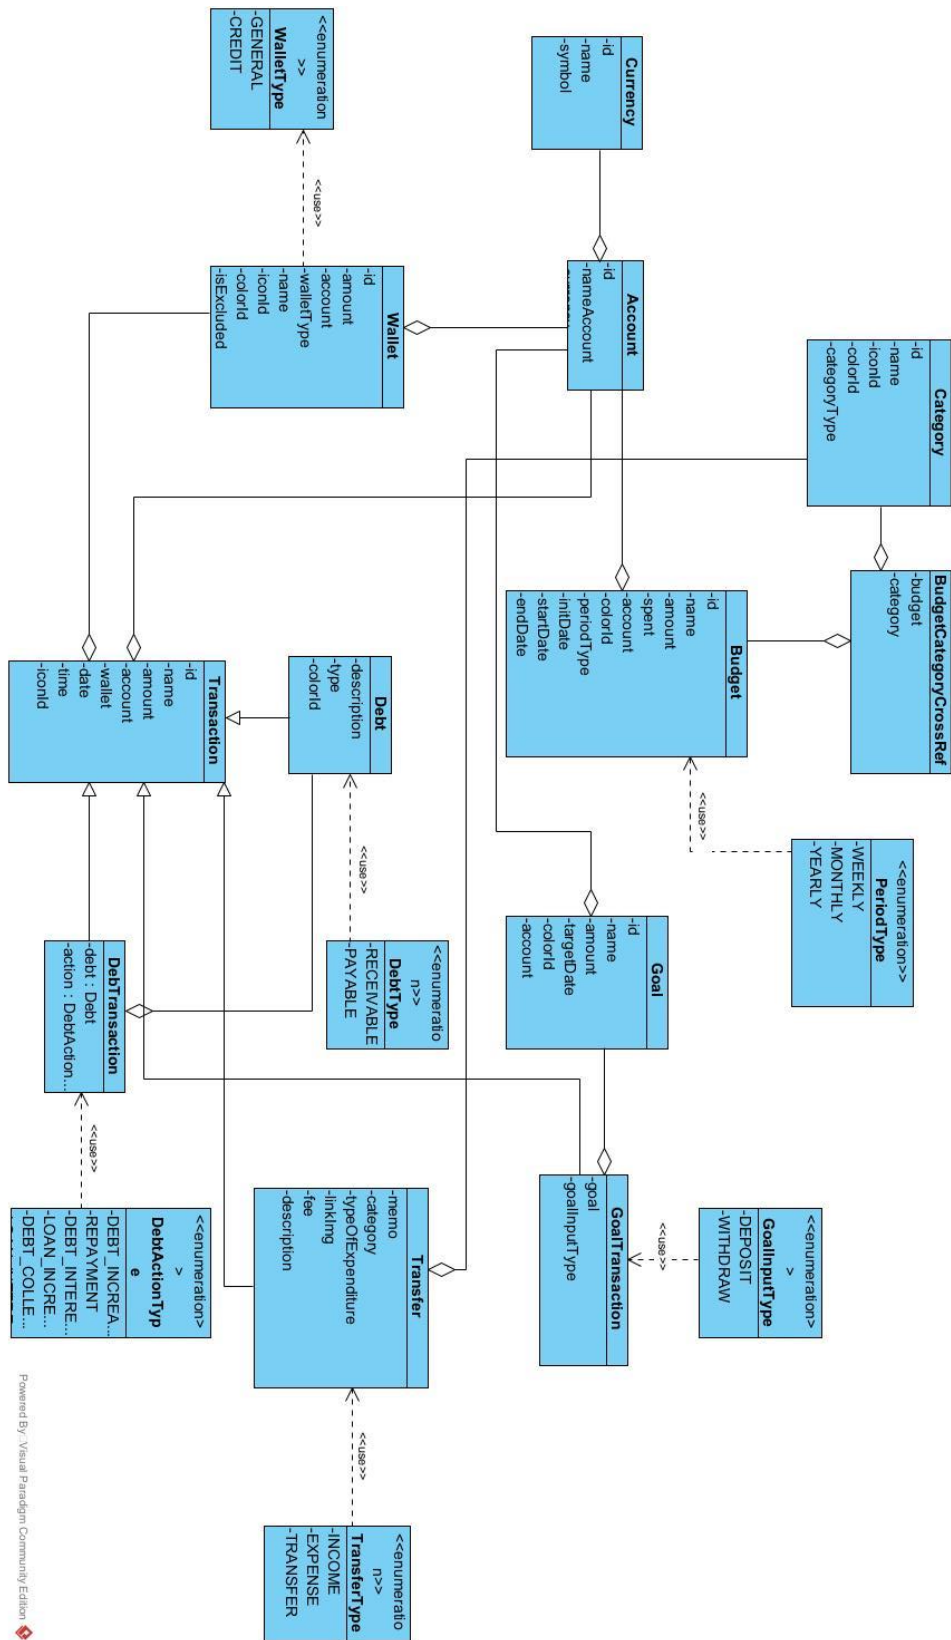 Category
-id
-name
-iconId
-colorId
-categoryType
BudgetCategoryCrossRef
-budget
-category
<<enumeration>>
PeriodType
-WEEKLY
-MONTHLY
-YEARLY
<<use>>
<<enumeration>
>
GoalInputType
-DEPOSIT
-WITHDRAW
<<use>>
Currency
-id
-name
-symbol
Account
-id
-nameAccount
Budget
-id
-name
-amount
-spent
-account
-colorId
-periodType
-initDate
-startDate
-endDate
Goal
-id
-name
-amount
-targetDate
-colorId
-account
GoalTransaction
-goal
-goalInputType
<<enumeration
>>
WalletType
-GENERAL
-CREDIT
<<use>>
Wallet
-id
-amount
-account
-walletType
-name
-iconId
-colorId
-isExcluded
Debt
-description
-type
-colorId
<<use>>
<<enumeratio
n>>
DebtType
-RECEIVABLE
-PAYABLE
Transfer
-memo
-category
-typeOfExpenditure
-linkImg
-fee
-description
<<use>>
<<enumeratio
n>>
TransferType
-INCOME
-EXPENSE
-TRANSFER
Transaction
-id
-name
-amount
-account
-wallet
-date
-time
-iconId
DebTransaction
-debt : Debt
-action : DebtAction...
<<use>>
<<enumeration>
>
DebtActionTyp
e
-DEBT_INCREA...
-REPAYMENT
-DEBT_INTERE...
-LOAN_INCRE...
-DEBT_COLLE...
Powered By Visual Paradigm Community Edition